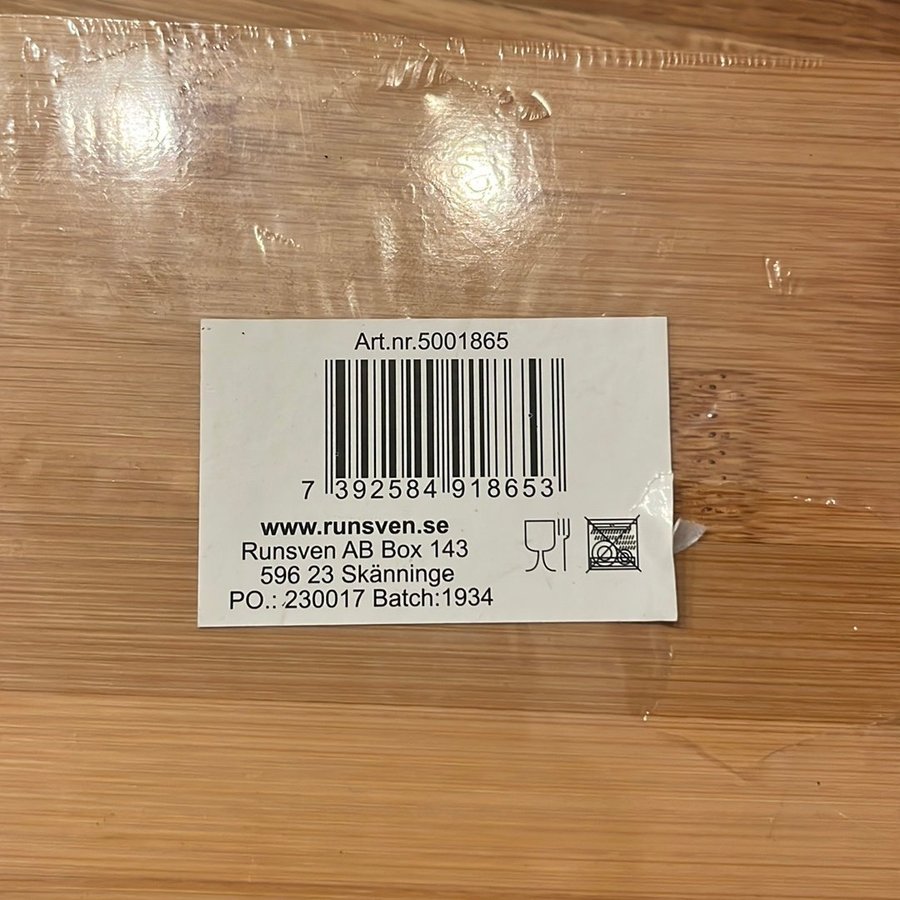 Art.nr.5001865
7 392584 918653
www.runsven.se
Runsven AB Box 143
596 23 Skänninge
PO.: 230017 Batch:1934